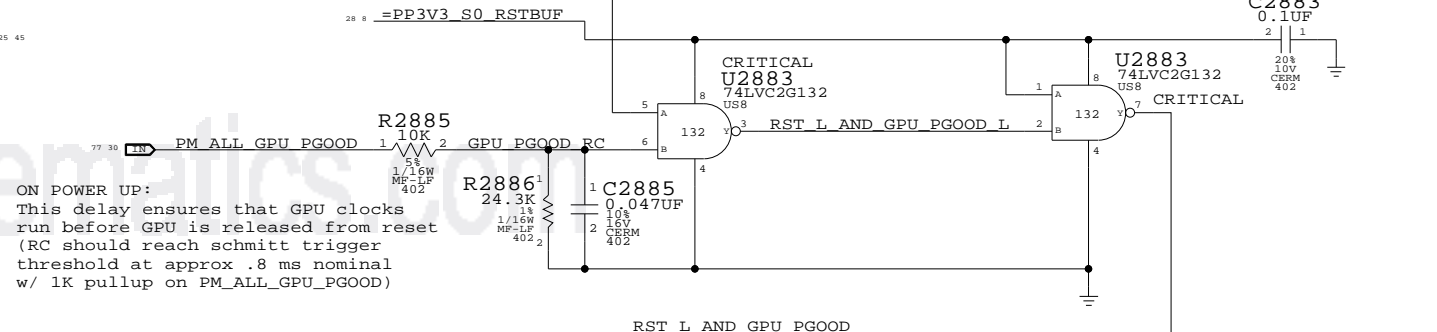 28 8 =PP3V3_S0_RSTBUF
25 45
C2883
0.1UF
2 1
20%
10V
CERM
402
CRITICAL
U2883
74LVC2G132
US8
8
5 A
132
Y 3
6 B
4
U2883
74LVC2G132
US8
8
CRITICAL
1 A
132
Y 7
2 B
4
RST_L_AND_GPU_PGOOD_L
77 30 IN PM_ALL_GPU_PGOOD
R2885
10K
1 2
5%
1/16W
MF-LF
402
GPU_PGOOD_RC
R2886
24.3K
1
1%
1/16W
MF-LF
402
2
1 C2885
0.047UF
10%
16V
2 CERM
402
ematics.com
ON POWER UP:
This delay ensures that GPU clocks
run before GPU is released from reset
(RC should reach schmitt trigger
threshold at approx .8 ms nominal
w/ 1K pullup on PM_ALL_GPU_PGOOD)
RST_L_AND_GPU_PGOOD